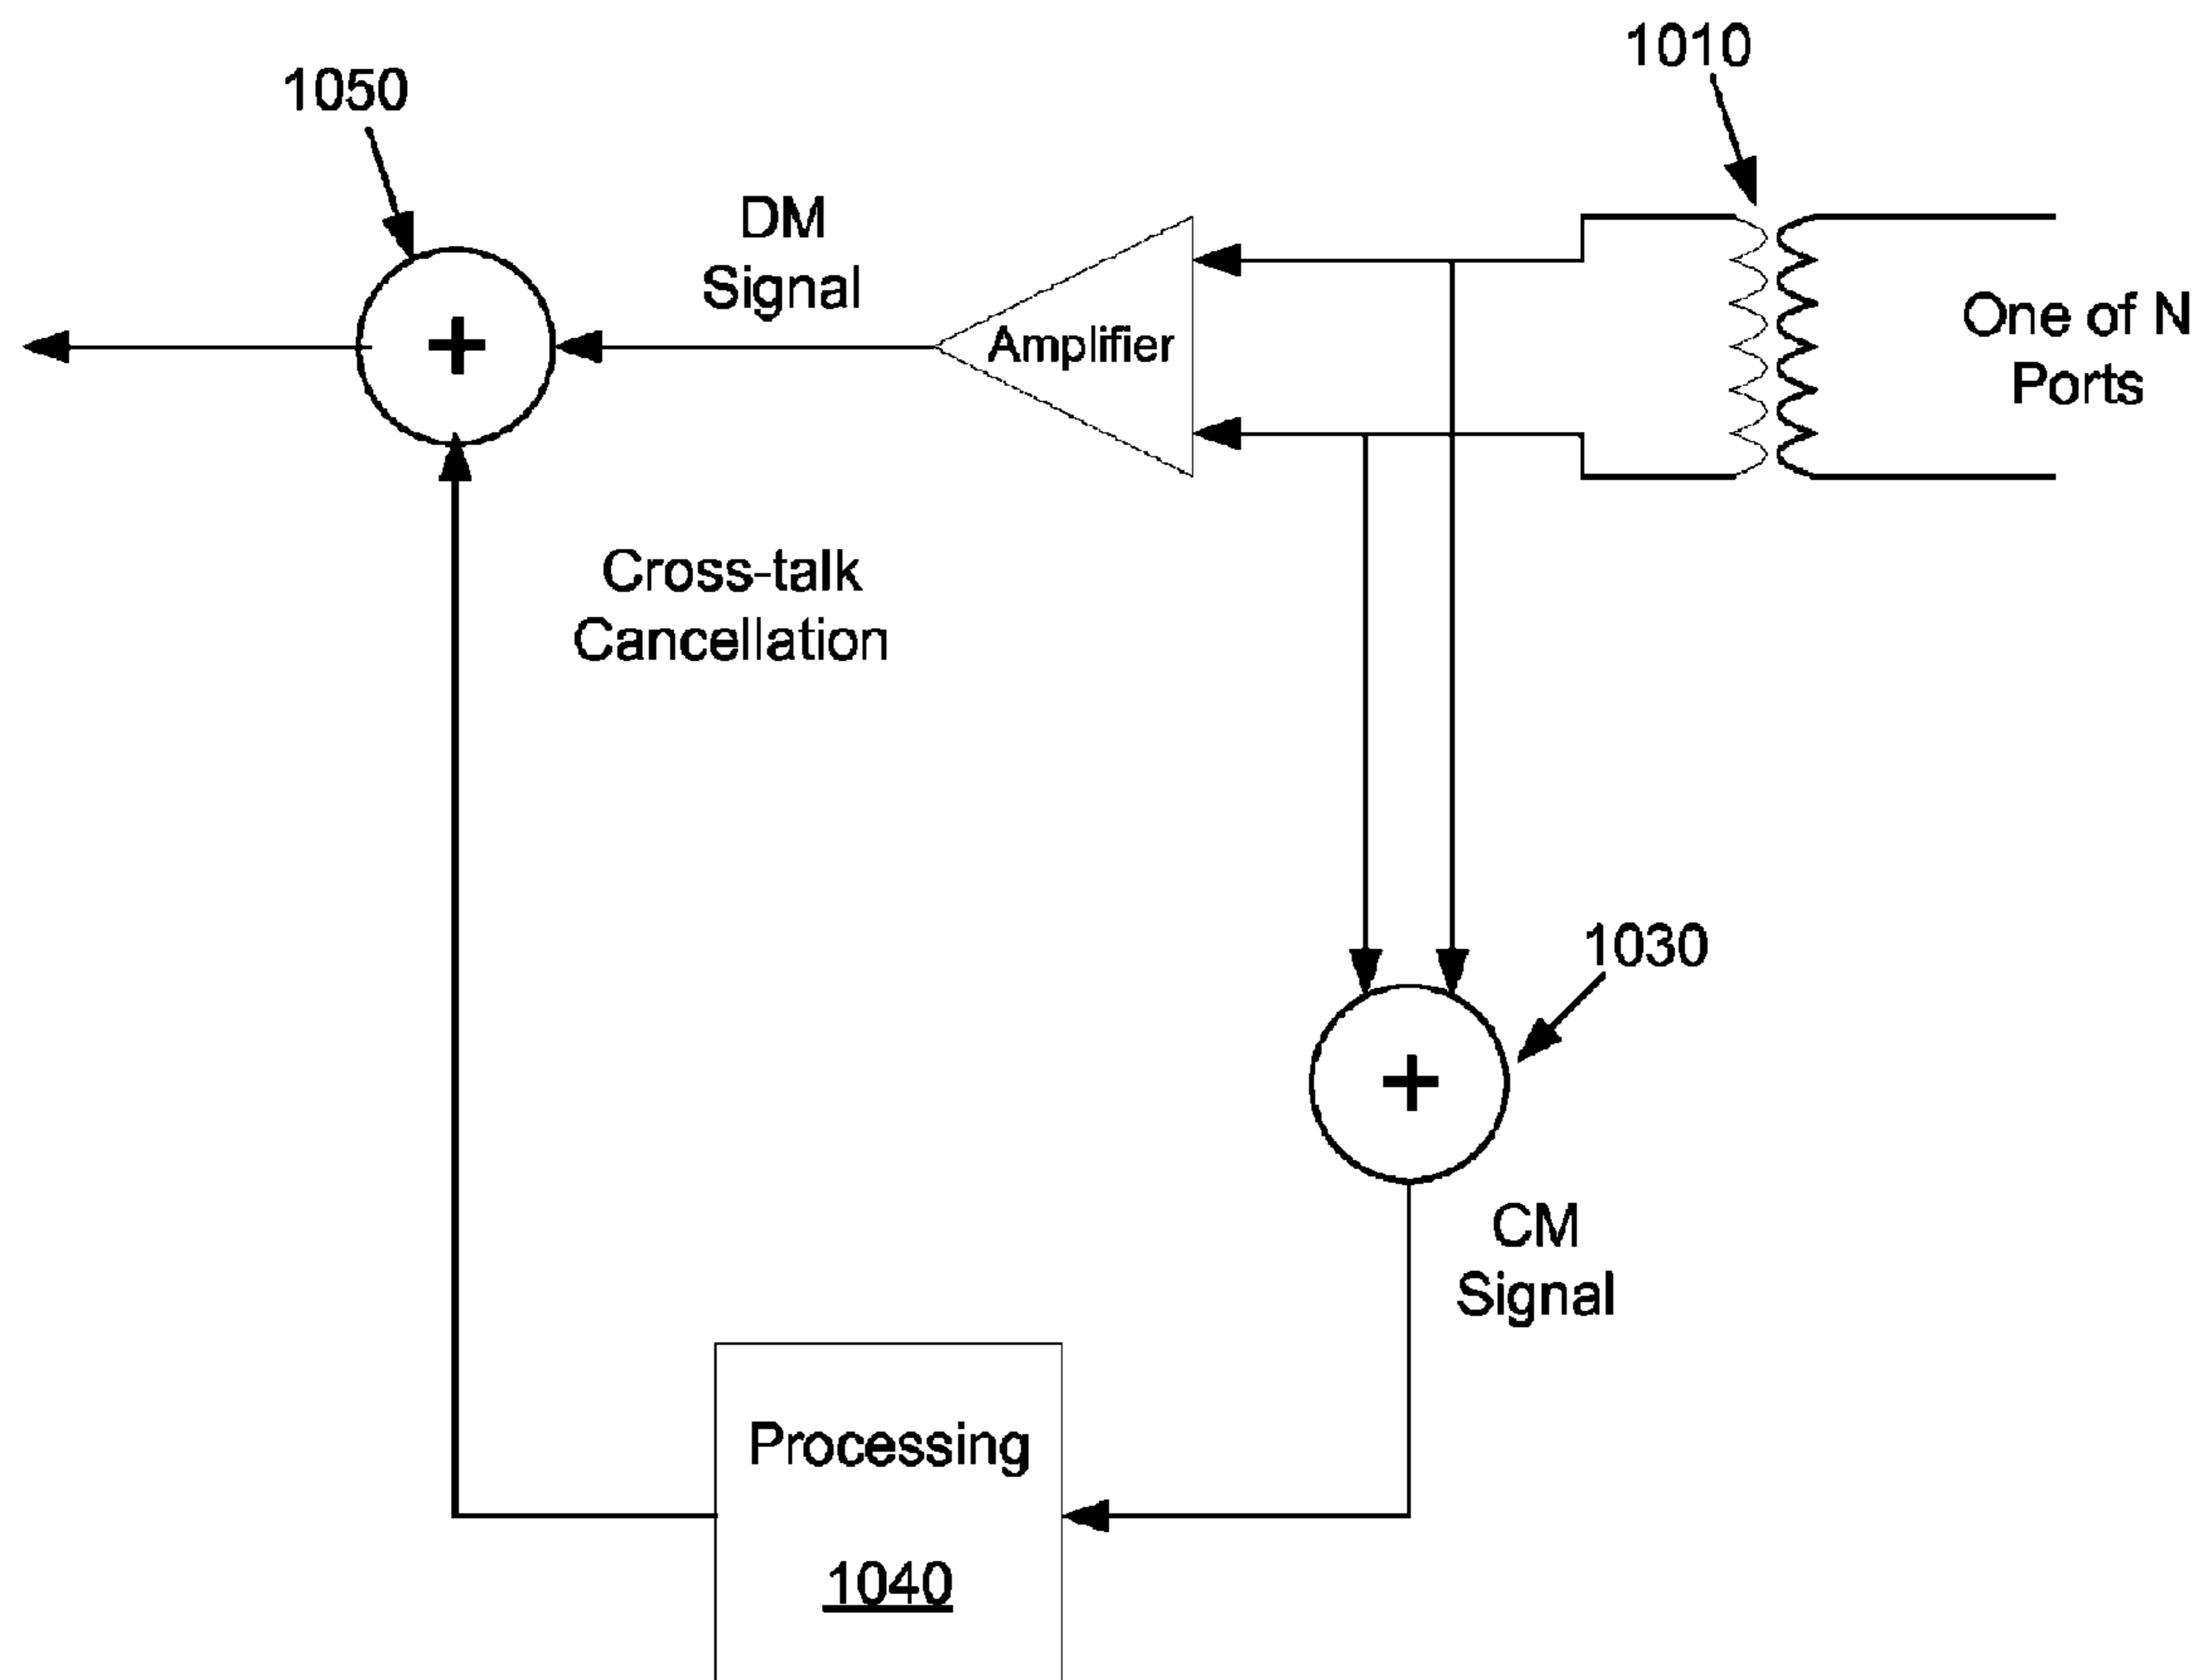 1010
1050
DM
Signal
Amplifier
One of N
Ports
Cross-talk
Cancellation
1030
+
+
CM
Signal
Processing
1040